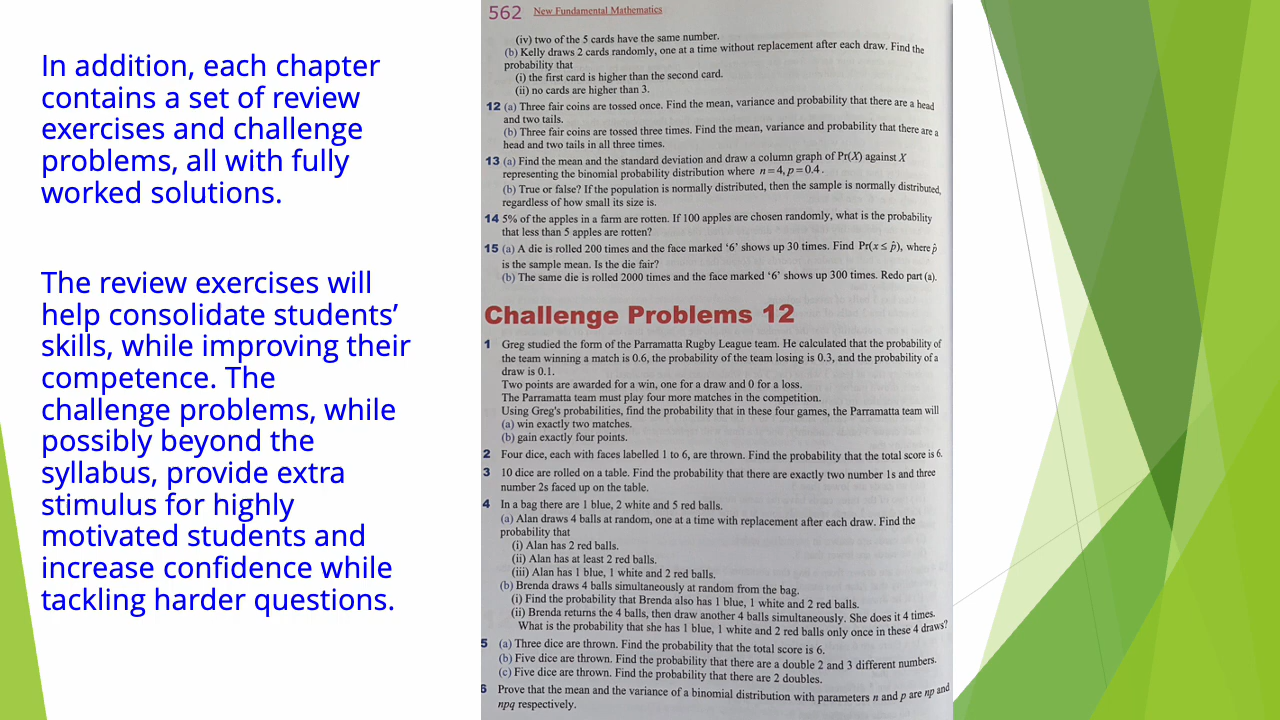 In addition, each chapter
contains a set of review
exercises and challenge
problems, all with fully
worked solutions.
The review exercises will
help consolidate students’
skills, while improving their
competence. The
challenge problems, while
possibly beyond the
syllabus, provide extra
stimulus for highly
motivated students and
increase confidence while
tackling harder questions.
562 New Fundamental Mathematics
(iv) two of the 5 cards have the same number.
(b) Kelly draws 2 cards randomly, one at a time without replacement after each draw. Find the
probability that
(i) the first card is higher than the second card.
(ii) no cards are higher than 3.
12 (a) Three fair coins are tossed once. Find the mean, variance and probability that there are a head
and two tails.
(b) Three fair coins are tossed three times. Find the mean, variance and probability that there are a
head and two tails in all three times.
13 (a) Find the mean and the standard deviation and draw a column graph of Pr(X) against X
representing the binomial probability distribution where n=4, p=0.4.
(b) True or false? If the population is normally distributed, then the sample is normally distributed,
regardless of how small its size is.
14 5% of the apples in a farm are rotten. If 100 apples are chosen randomly, what is the probability
that less than 5 apples are rotten?
15 (a) A die is rolled 200 times and the face marked ‘6’ shows up 30 times. Find Pr(x ≤ p̂), where p̂
is the sample mean. Is the die fair?
(b) The same die is rolled 2000 times and the face marked ‘6’ shows up 300 times. Redo part (a).
Challenge Problems 12
1 Greg studied the form of the Parramatta Rugby League team. He calculated that the probability of
the team winning a match is 0.6, the probability of the team losing is 0.3, and the probability of a
draw is 0.1.
Two points are awarded for a win, one for a draw and 0 for a loss.
The Parramatta team must play four more matches in the competition.
Using Greg's probabilities, find the probability that in these four games, the Parramatta team will
(a) win exactly two matches.
(b) gain exactly four points.
2 Four dice, each with faces labelled 1 to 6, are thrown. Find the probability that the total score is 6.
3 10 dice are rolled on a table. Find the probability that there are exactly two number 1s and three
number 2s faced up on the table.
4 In a bag there are 1 blue, 2 white and 5 red balls.
(a) Alan draws 4 balls at random, one at a time with replacement after each draw. Find the
probability that
(i) Alan has 2 red balls.
(ii) Alan has at least 2 red balls.
(iii) Alan has 1 blue, 1 white and 2 red balls.
(b) Brenda draws 4 balls simultaneously at random from the bag.
(i) Find the probability that Brenda also has 1 blue, 1 white and 2 red balls.
(ii) Brenda returns the 4 balls, then draw another 4 balls simultaneously. She does it 4 times.
What is the probability that she has 1 blue, 1 white and 2 red balls only once in these 4 draws?
5 (a) Three dice are thrown. Find the probability that the total score is 6.
(b) Five dice are thrown. Find the probability that there are a double 2 and 3 different numbers.
(c) Five dice are thrown. Find the probability that there are 2 doubles.
6 Prove that the mean and the variance of a binomial distribution with parameters n and p are np and
npq respectively.